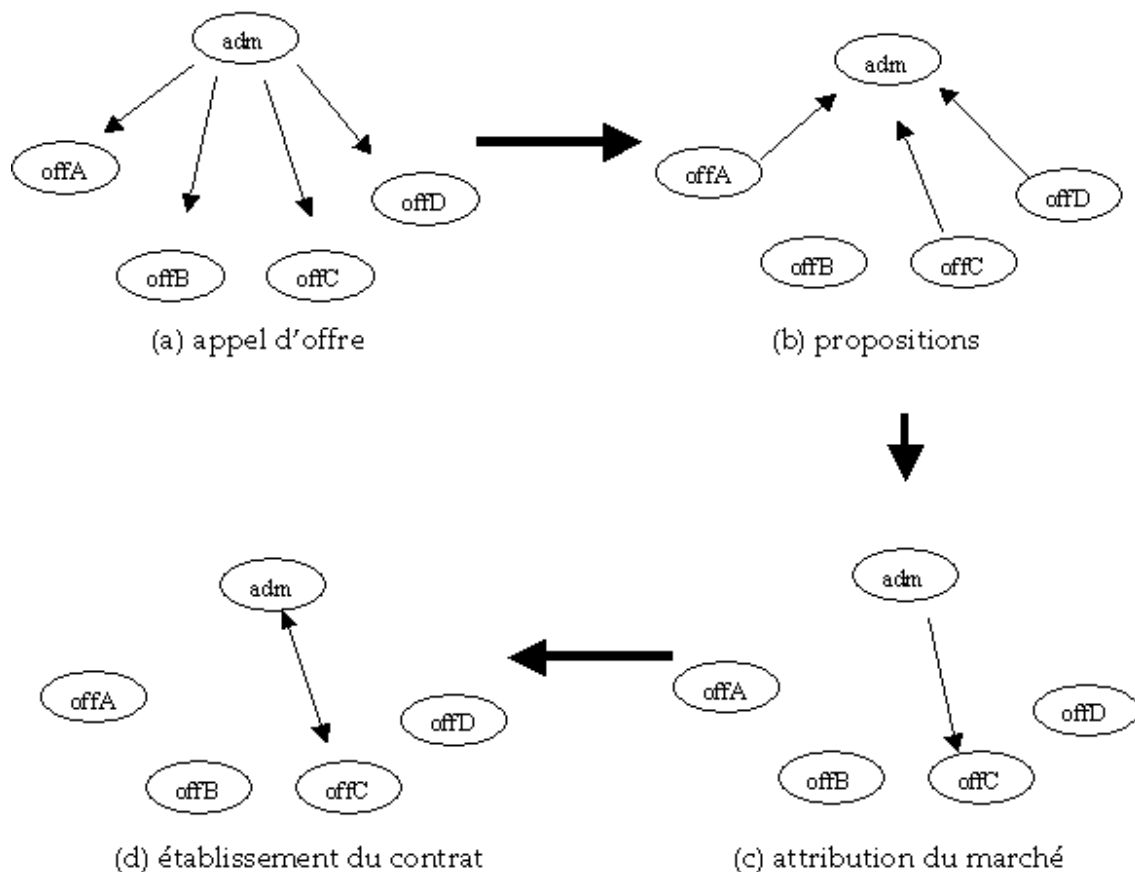 adm
offA
offB
offC
offD
(a) appel d'offre
adm
offA
offB
offC
offD
(b) propositions
adm
offA
offB
offC
offD
(c) attribution du marché
adm
offA
offB
offC
offD
(d) établissement du contrat